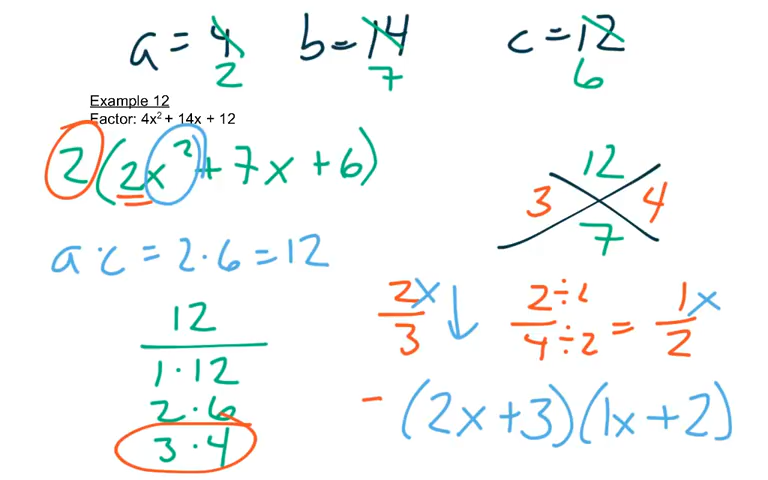 a = 4 b = 14 c = 12
2 7 6
Example 12
Factor: 4x² + 14x + 12
2(2x² + 7x + 6)
12
3 4
7
a·c = 2·6 = 12
2x/3 ↓ 2÷2/4÷2 = 1x/2
12
1·12
2·6
3·4
- (2x+3)(1x+2)